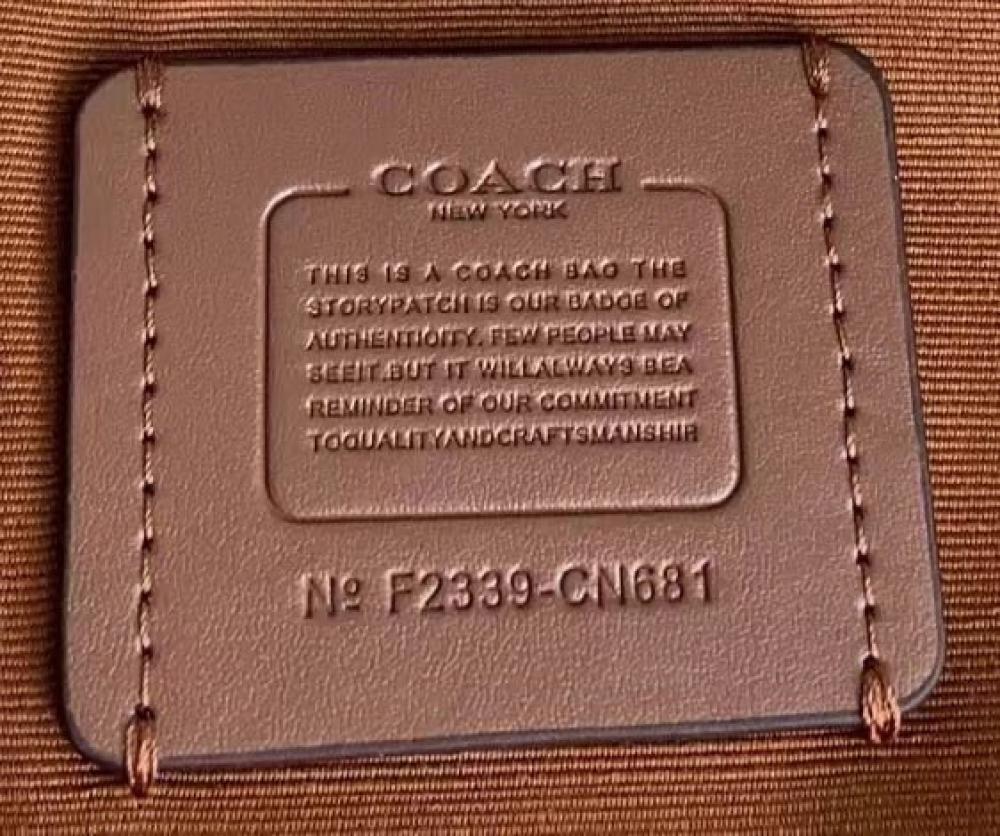 COACH
NEW YORK
THIS IS A COACH BAG THE
STORYPATCH IS OUR BADGE OF
AUTHENTICITY. FEW PEOPLE MAY
SEEIT.BUT IT WILLALWAYS BEA
REMINDER OF OUR COMMITMENT
TOQUALITYANDCRAFTSMANSHIP
Nº F2339-CN681